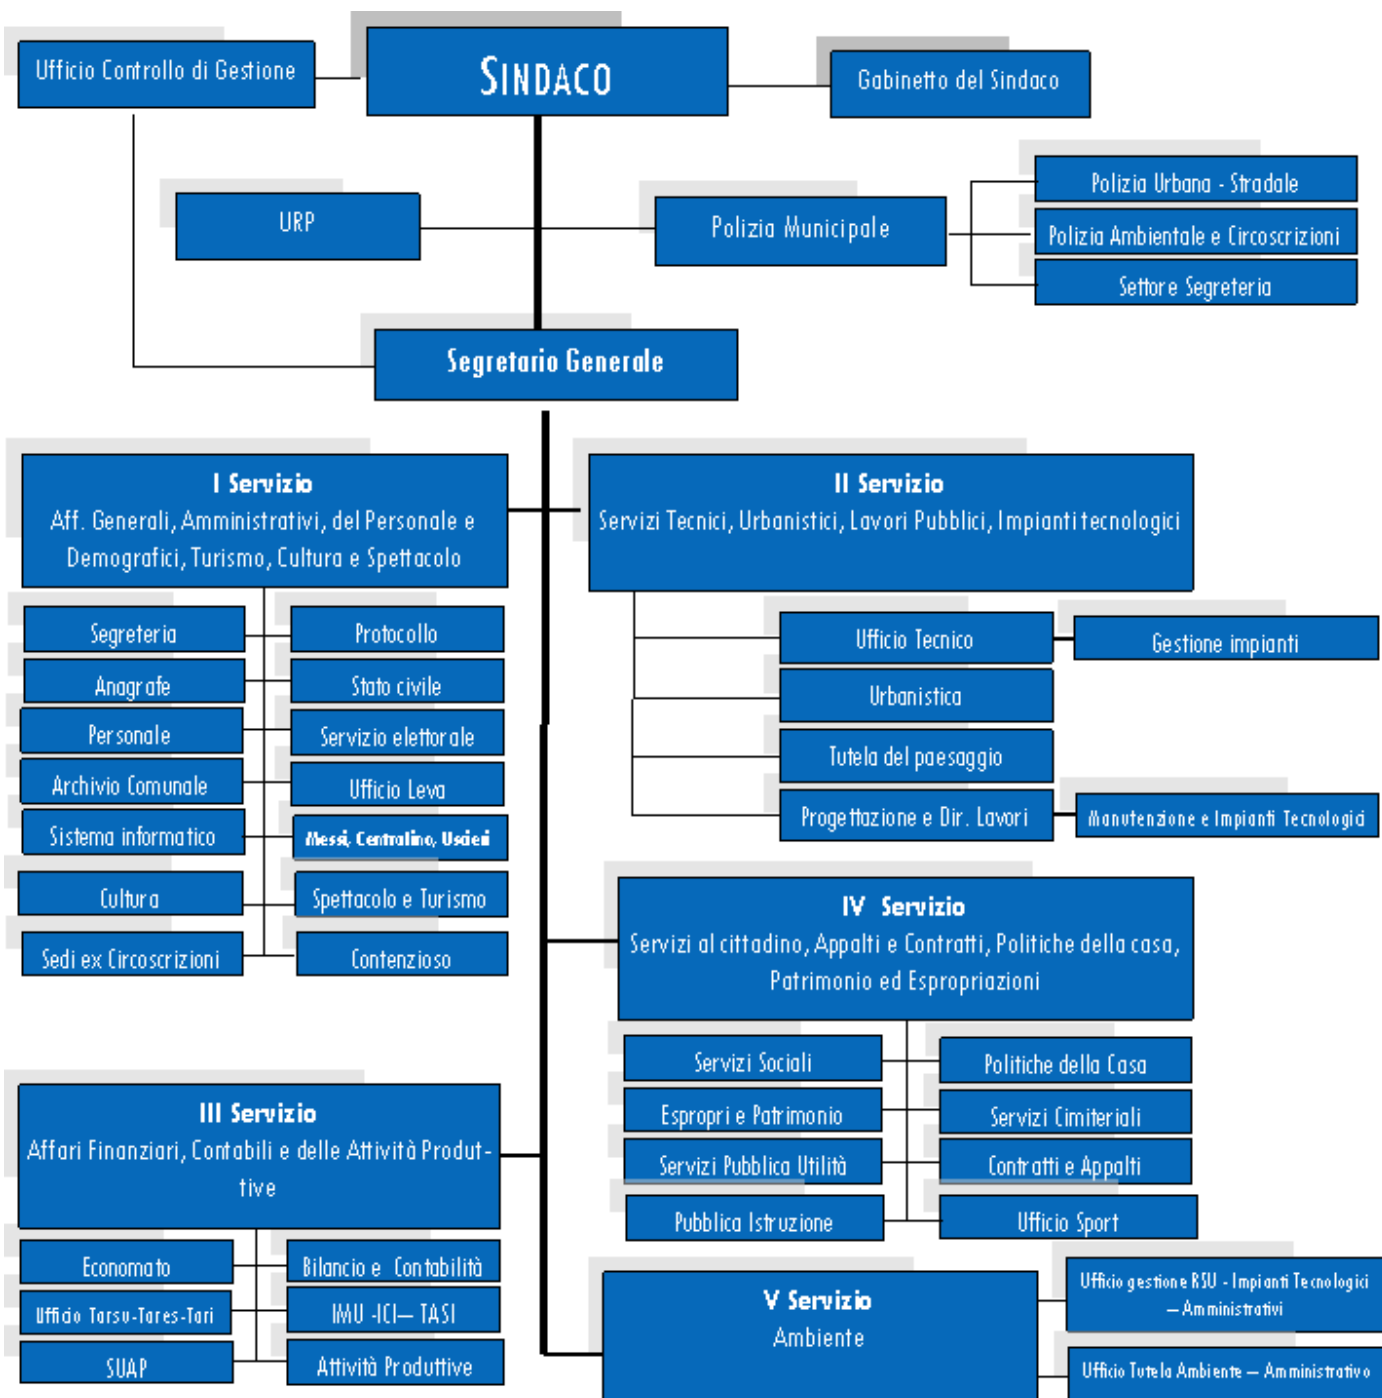 Ufficio Controllo di Gestione
SINDACO
Gabinetto del Sindaco
URP
Polizia Municipale
Polizia Urbana - Stradale
Polizia Ambientale e Circoscrizioni
Settore Segreteria
Segretario Generale
I Servizio
Aff. Generali, Amministrativi, del Personale e
Demografici, Turismo, Cultura e Spettacolo
Segreteria
Protocollo
Anagrafe
Stato civile
Personale
Servizio elettorale
Archivio Comunale
Ufficio Leva
Sistema informatico
Messi, Centralino, Uscieri
Cultura
Spettacolo e Turismo
Sedi ex Circoscrizioni
Contenzioso
II Servizio
Servizi Tecnici, Urbanistici, Lavori Pubblici, Impianti tecnologici
Ufficio Tecnico
Gestione impianti
Urbanistica
Tutela del paesaggio
Progettazione e Dir. Lavori
Manutenzione e Impianti Tecnologici
III Servizio
Affari Finanziari, Contabili e delle Attività Produt-
tive
Economato
Bilancio e Contabilità
Ufficio Tarsu-Tares-Tari
IMU -ICI– TASI
SUAP
Attività Produttive
IV Servizio
Servizi al cittadino, Appalti e Contratti, Politiche della casa,
Patrimonio ed Espropriazioni
Servizi Sociali
Politiche della Casa
Espropri e Patrimonio
Servizi Cimiteriali
Servizi Pubblica Utilità
Contratti e Appalti
Pubblica Istruzione
Ufficio Sport
V Servizio
Ambiente
Ufficio gestione RSU - Impianti Tecnologici
– Amministrativi
Ufficio Tutela Ambiente – Amministrativo